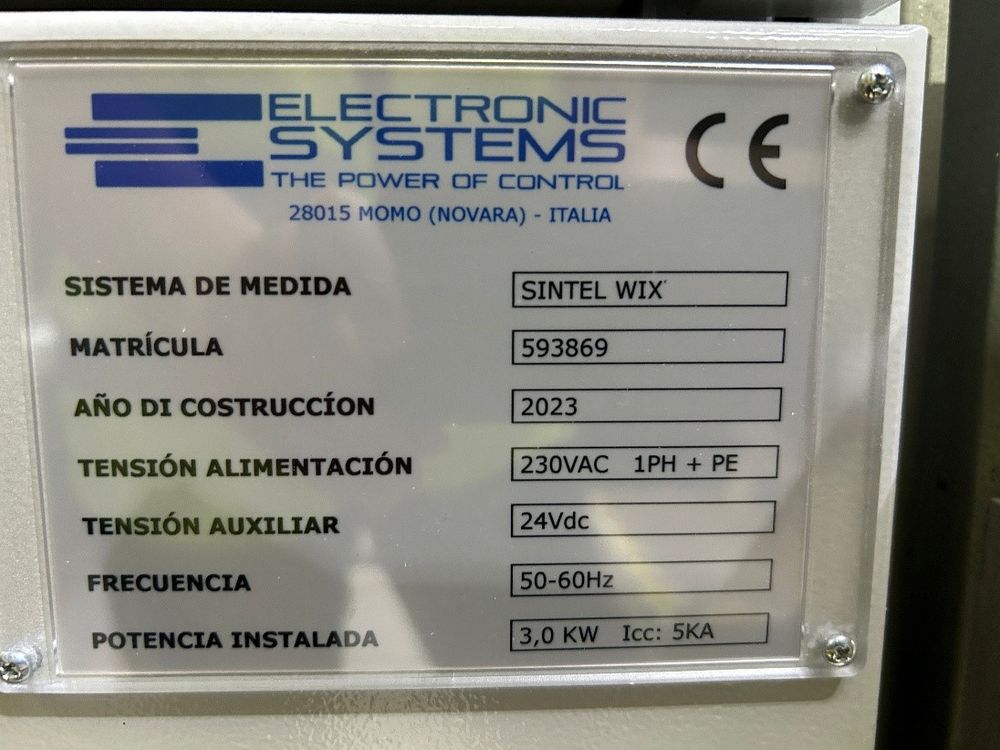 ELECTRONIC
SYSTEMS
THE POWER OF CONTROL
28015 MOMO (NOVARA) - ITALIA
CE
SISTEMA DE MEDIDA SINTEL WIX
MATRÍCULA 593869
AÑO DI COSTRUCCÍON 2023
TENSIÓN ALIMENTACIÓN 230VAC 1PH + PE
TENSIÓN AUXILIAR 24Vdc
FRECUENCIA 50-60Hz
POTENCIA INSTALADA 3,0 KW Icc: 5KA